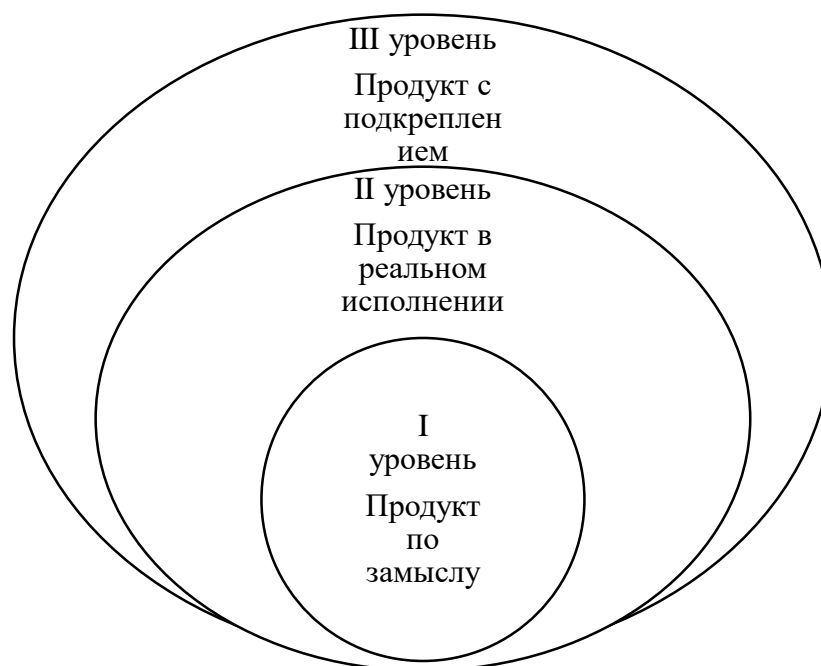 III уровень
Продукт с
подкреплен
ием
II уровень
Продукт в
реальном
исполнении
I
уровень
Продукт
по
замыслу